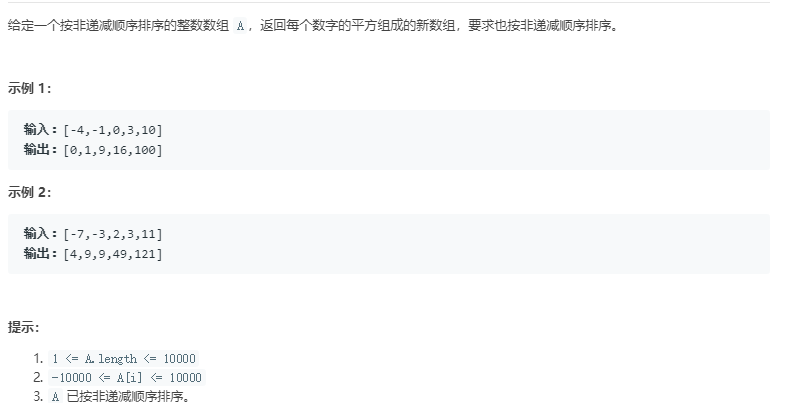 给定一个按非递减顺序排序的整数数组 A，返回每个数字的平方组成的新数组，要求也按非递减顺序排序。
示例 1：
输入：[-4,-1,0,3,10]
输出：[0,1,9,16,100]
示例 2：
输入：[-7,-3,2,3,11]
输出：[4,9,9,49,121]
提示：
1. 1 <= A.length <= 10000
2. -10000 <= A[i] <= 10000
3. A 已按非递减顺序排序。